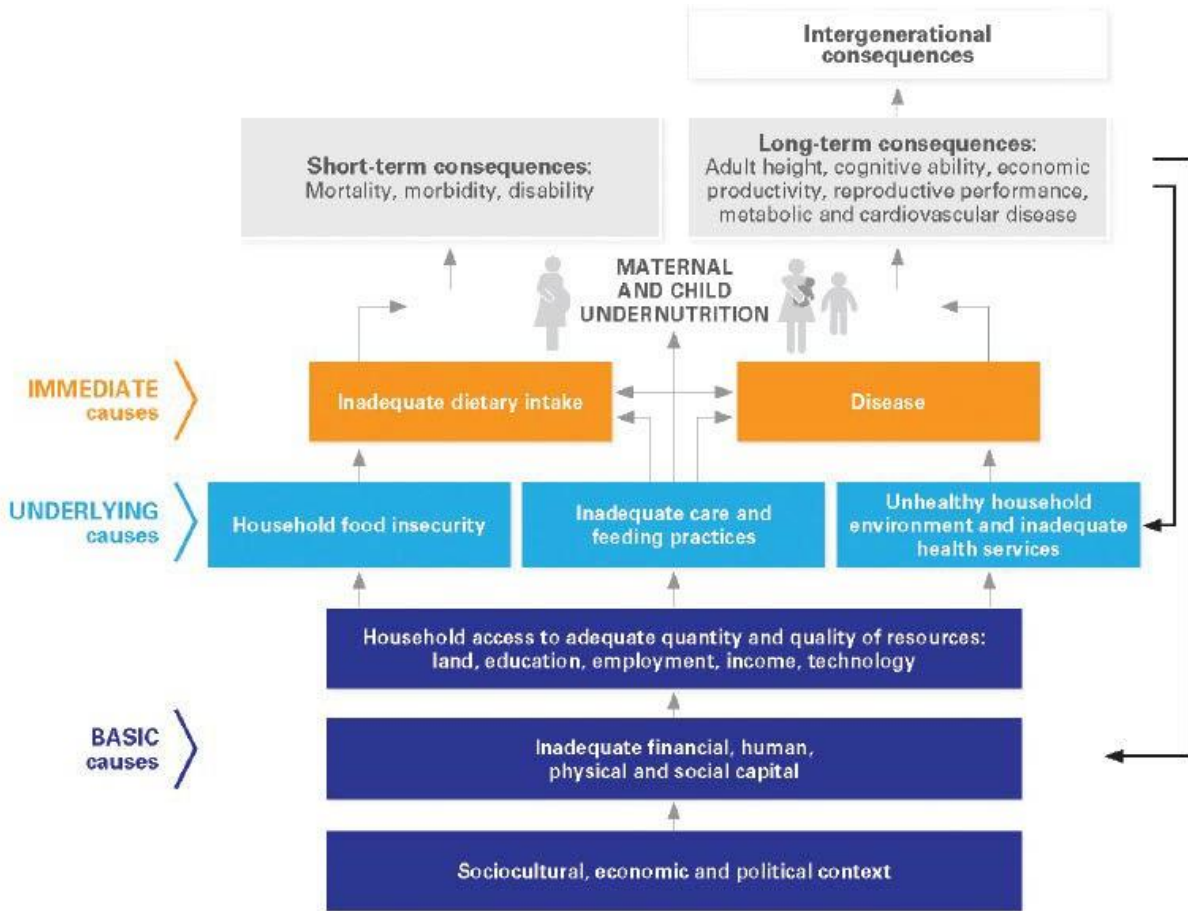 Intergenerational
consequences
Short-term consequences:
Mortality, morbidity, disability
Long-term consequences:
Adult height, cognitive ability, economic
productivity, reproductive performance,
metabolic and cardiovascular disease
MATERNAL
AND CHILD
UNDERNUTRITION
IMMEDIATE
causes
Inadequate dietary intake
Disease
UNDERLYING
causes
Household food insecurity
Inadequate care and
feeding practices
Unhealthy household
environment and inadequate
health services
Household access to adequate quantity and quality of resources:
land, education, employment, income, technology
BASIC
causes
Inadequate financial, human,
physical and social capital
Sociocultural, economic and political context